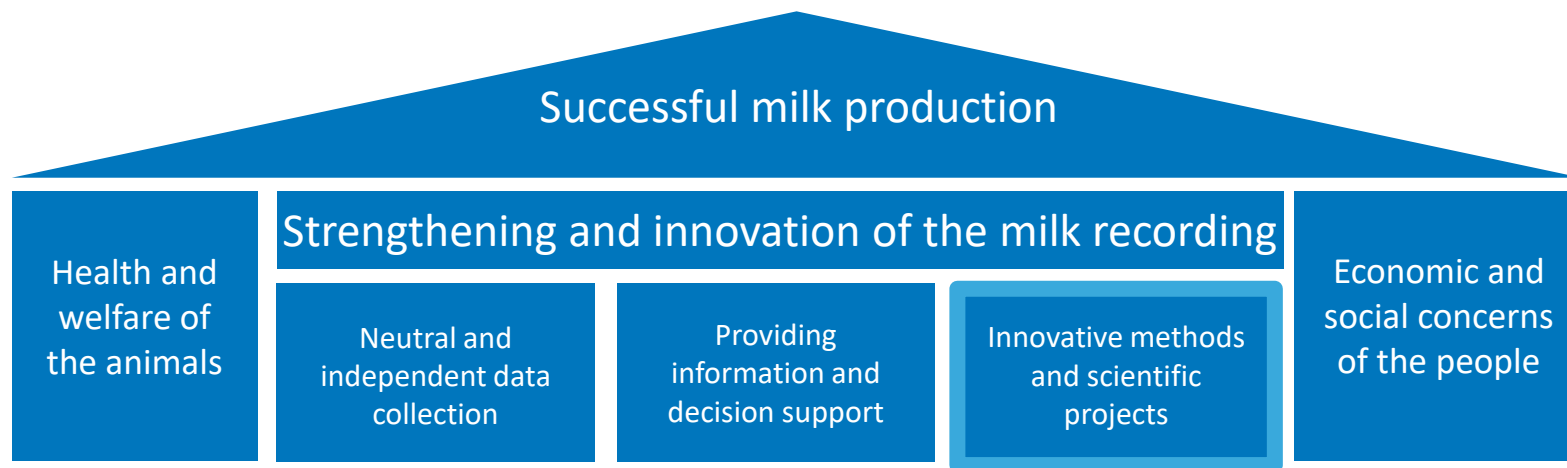 Successful milk production
Strengthening and innovation of the milk recording
Health and
welfare of
the animals
Neutral and
independent data
collection
Providing
information and
decision support
Innovative methods
and scientific
projects
Economic and
social concerns
of the people